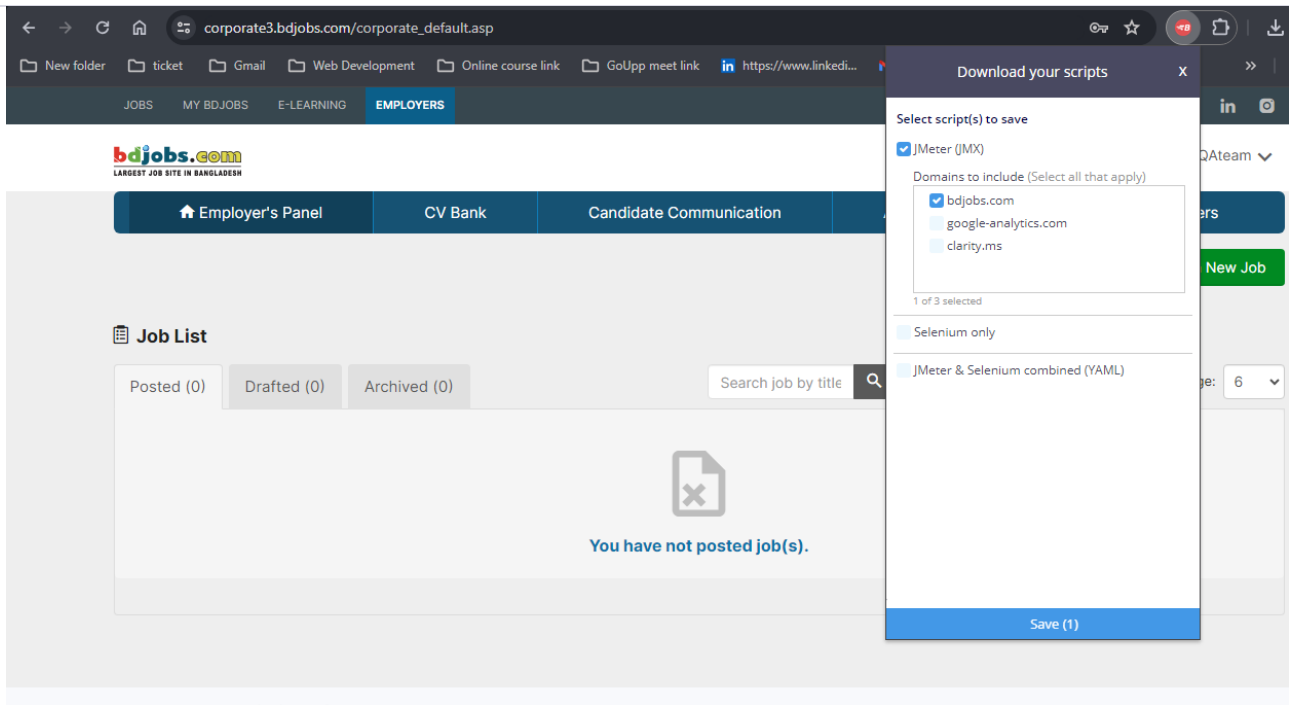 corporate3.bdjobs.com/corporate_default.asp
New folder ticket Gmail Web Development Online course link GoUpp meet link https://www.linkedi... »
JOBS MY BDJOBS E-LEARNING EMPLOYERS
bdjobs.com
LARGEST JOB SITE IN BANGLADESH
QAteam
Employer's Panel CV Bank Candidate Communication
New Job
Job List
Posted (0) Drafted (0) Archived (0) Search job by title 6
You have not posted job(s).
Download your scripts X
Select script(s) to save
JMeter (JMX)
Domains to include (Select all that apply)
bdjobs.com
google-analytics.com
clarity.ms
1 of 3 selected
Selenium only
JMeter & Selenium combined (YAML)
Save (1)